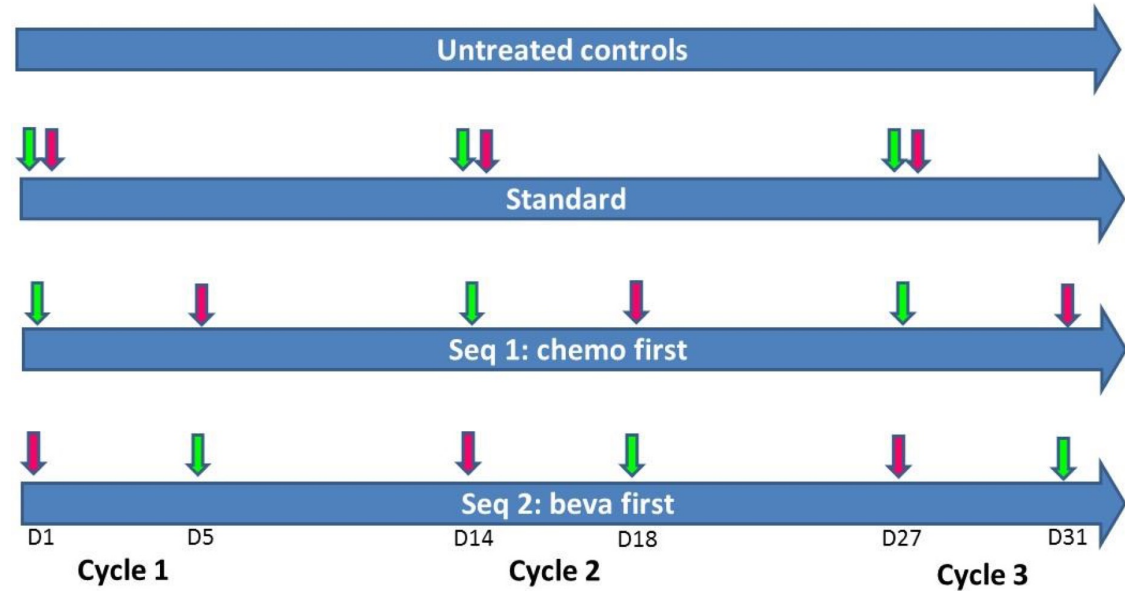 Untreated controls
Standard
Seq 1: chemo first
Seq 2: beva first
D1 D5 D14 D18 D27 D31
Cycle 1 Cycle 2 Cycle 3